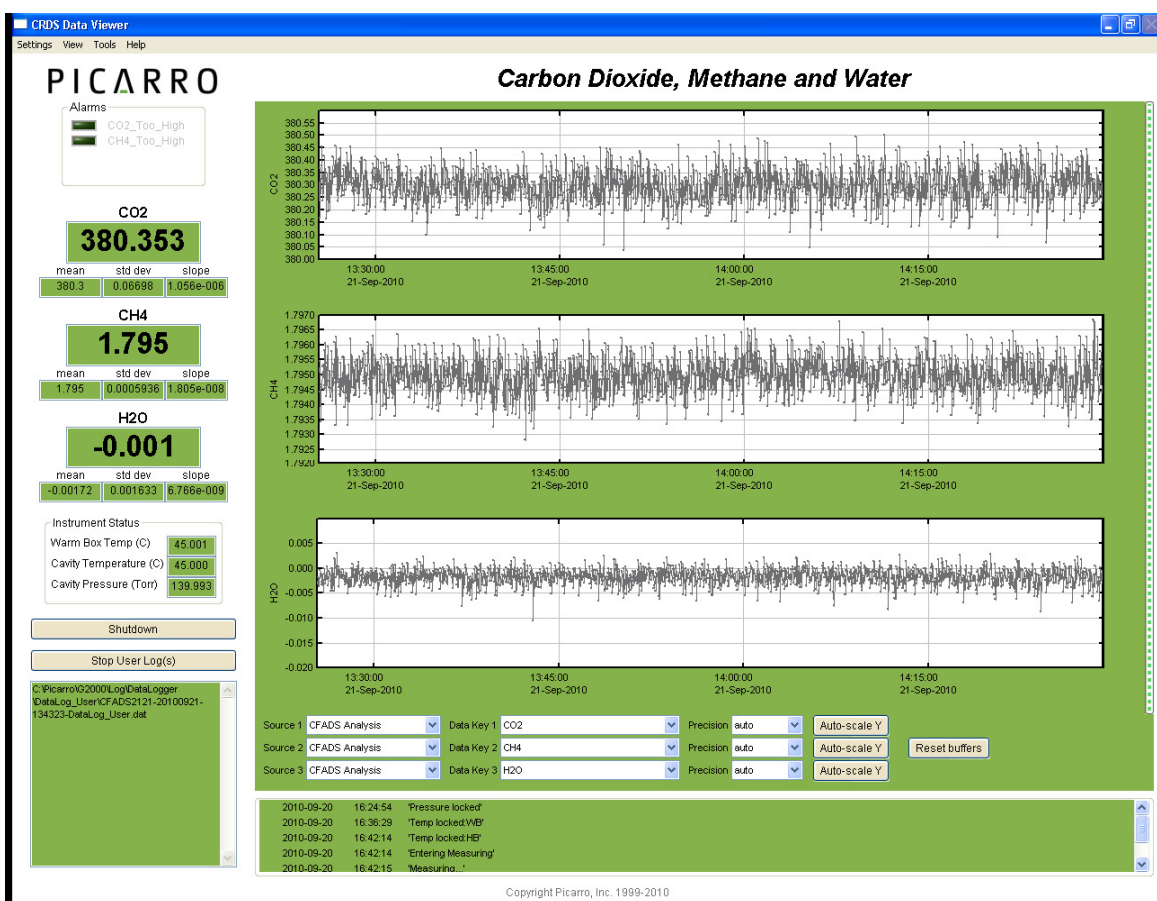 CRDS Data Viewer
Settings View Tools Help
PICARRO
Carbon Dioxide, Methane and Water
Alarms
CO2_Too_High
CH4_Too_High
CO2
380.353
mean std dev slope
380.3 0.06698 1.056e-006
CH4
1.795
mean std dev slope
1.795 0.0005936 1.805e-008
H2O
-0.001
mean std dev slope
-0.00172 0.001633 6.766e-009
Instrument Status
Warm Box Temp (C) 45.001
Cavity Temperature (C) 45.000
Cavity Pressure (Torr) 139.993
Shutdown
Stop User Log(s)
C:\Picarro\G2000\Log\DataLogger
\DataLog_User\CFADS2121-20100921-
134323-DataLog_User.dat
380.55
380.50
380.45
380.40
380.35
380.30
380.25
380.20
380.15
380.10
380.05
380.00
CO2
13:30:00 13:45:00 14:00:00 14:15:00
21-Sep-2010 21-Sep-2010 21-Sep-2010 21-Sep-2010
1.7970
1.7965
1.7960
1.7955
1.7950
1.7945
1.7940
1.7935
1.7930
1.7925
1.7920
CH4
13:30:00 13:45:00 14:00:00 14:15:00
21-Sep-2010 21-Sep-2010 21-Sep-2010 21-Sep-2010
0.005
0.000
-0.005
-0.010
-0.015
-0.020
H2O
13:30:00 13:45:00 14:00:00 14:15:00
21-Sep-2010 21-Sep-2010 21-Sep-2010 21-Sep-2010
Source 1 CFADS Analysis Data Key 1 CO2 Precision auto Auto-scale Y
Source 2 CFADS Analysis Data Key 2 CH4 Precision auto Auto-scale Y Reset buffers
Source 3 CFADS Analysis Data Key 3 H2O Precision auto Auto-scale Y
2010-09-20 16:24:54 'Pressure locked'
2010-09-20 16:36:29 'Temp locked:WB'
2010-09-20 16:42:14 'Temp locked:HB'
2010-09-20 16:42:14 'Entering Measuring'
2010-09-20 16:42:15 'Measuring...'
Copyright Picarro, Inc. 1999-2010